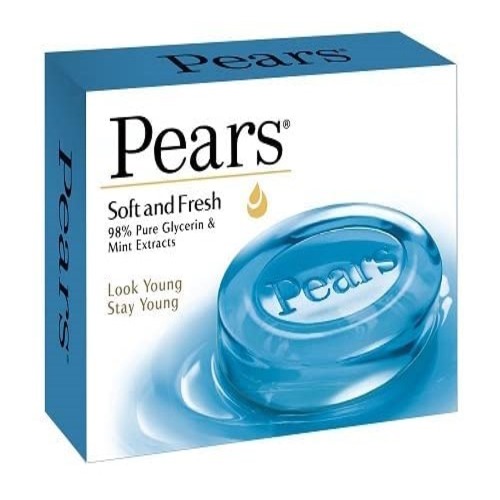 Pears®
Pears®
Pears®
Soft and Fresh
98% Pure Glycerin &
Mint Extracts
Look Young
Stay Young
Pears